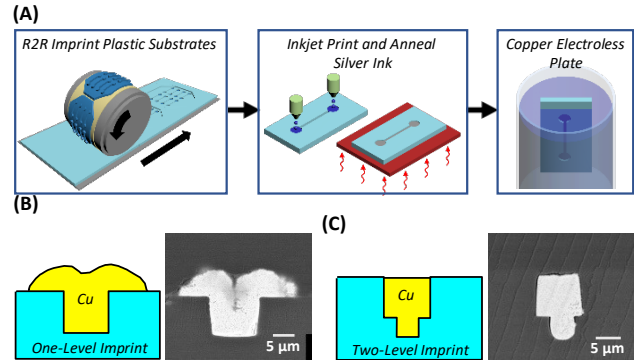 (A)
R2R Imprint Plastic Substrates
Inkjet Print and Anneal
Silver Ink
Copper Electroless
Plate
(B)
Cu
One-Level Imprint
5 μm
(C)
Cu
Two-Level Imprint
5 μm